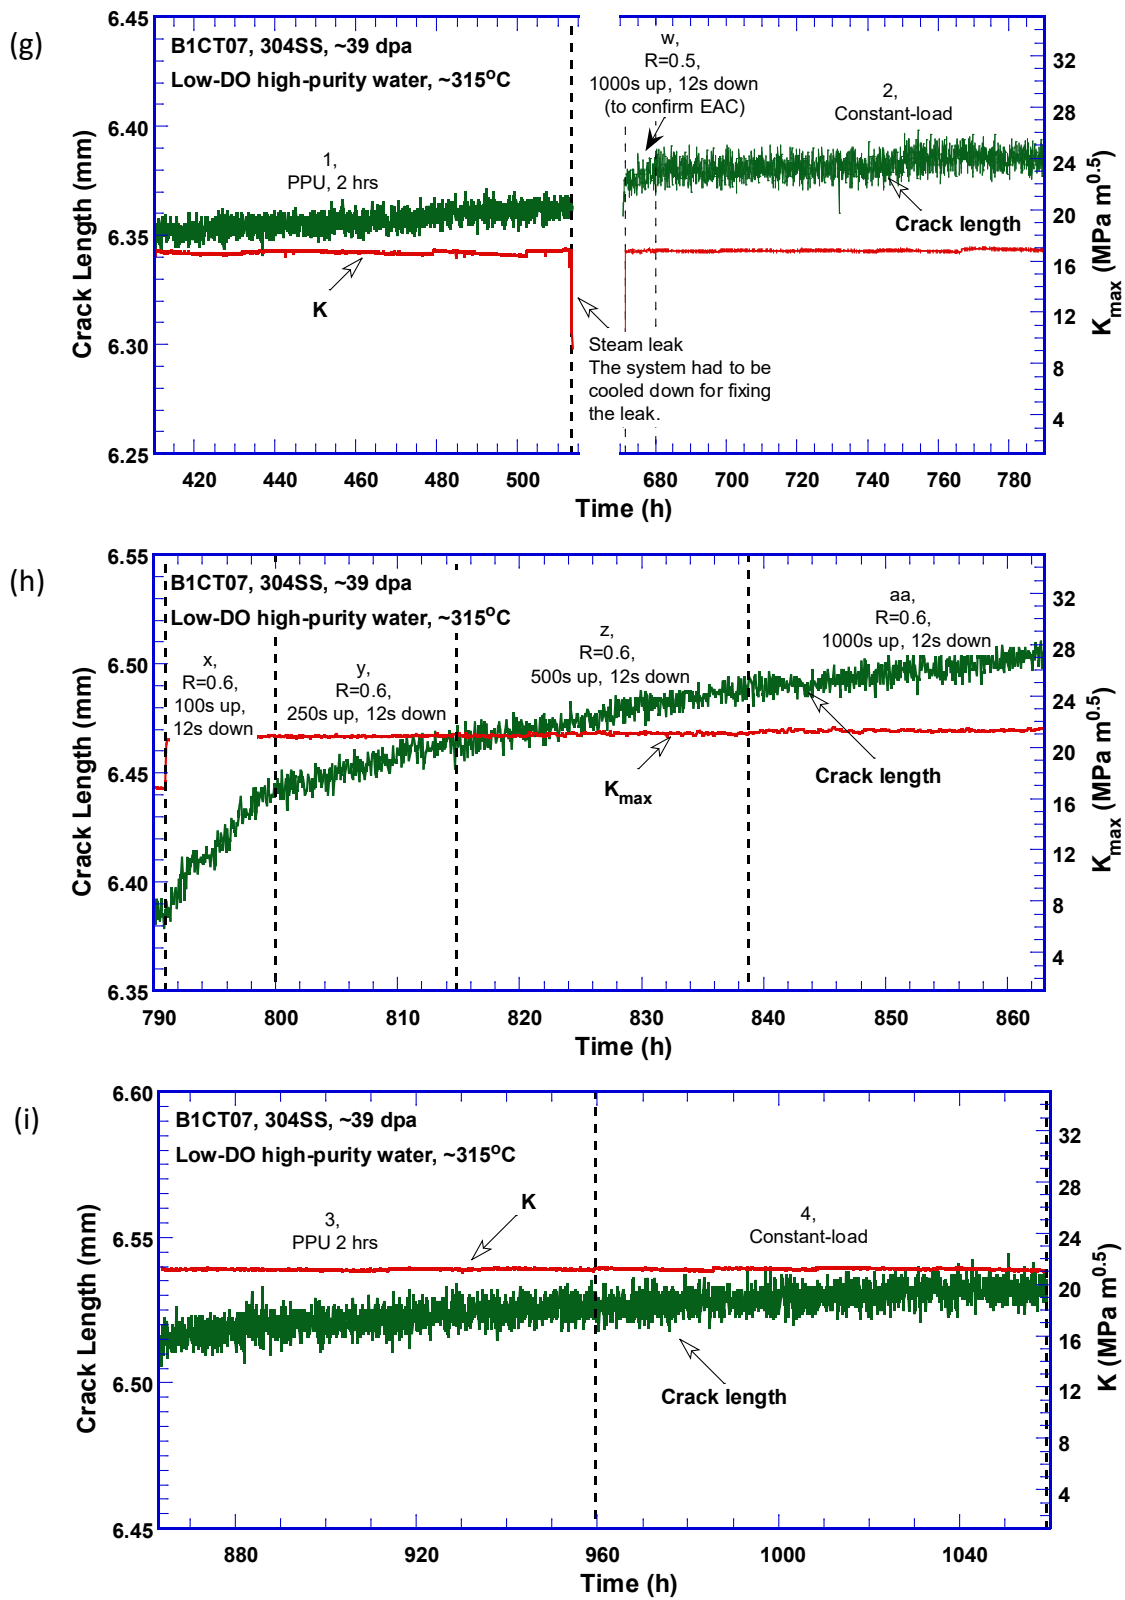 (g)
B1CT07, 304SS, ~39 dpa
Low-DO high-purity water, ~315°C
6.45
6.40
6.35
6.30
6.25
Crack Length (mm)
1,
PPU, 2 hrs
K
Steam leak
The system had to be
cooled down for fixing
the leak.
w,
R=0.5,
1000s up, 12s down
(to confirm EAC)
2,
Constant-load
Crack length
32
28
24
20
16
12
8
4
K_max (MPa m^0.5)
420 440 460 480 500 680 700 720 740 760 780
Time (h)
(h)
B1CT07, 304SS, ~39 dpa
Low-DO high-purity water, ~315°C
6.55
6.50
6.45
6.40
6.35
Crack Length (mm)
x,
R=0.6,
100s up,
12s down
y,
R=0.6,
250s up, 12s down
z,
R=0.6,
500s up, 12s down
aa,
R=0.6,
1000s up, 12s down
K_max
Crack length
32
28
24
20
16
12
8
4
K_max (MPa m^0.5)
790 800 810 820 830 840 850 860
Time (h)
(i)
B1CT07, 304SS, ~39 dpa
Low-DO high-purity water, ~315°C
6.60
6.55
6.50
6.45
Crack Length (mm)
3,
PPU 2 hrs
K
4,
Constant-load
Crack length
32
28
24
20
16
12
8
4
K (MPa m^0.5)
880 920 960 1000 1040
Time (h)